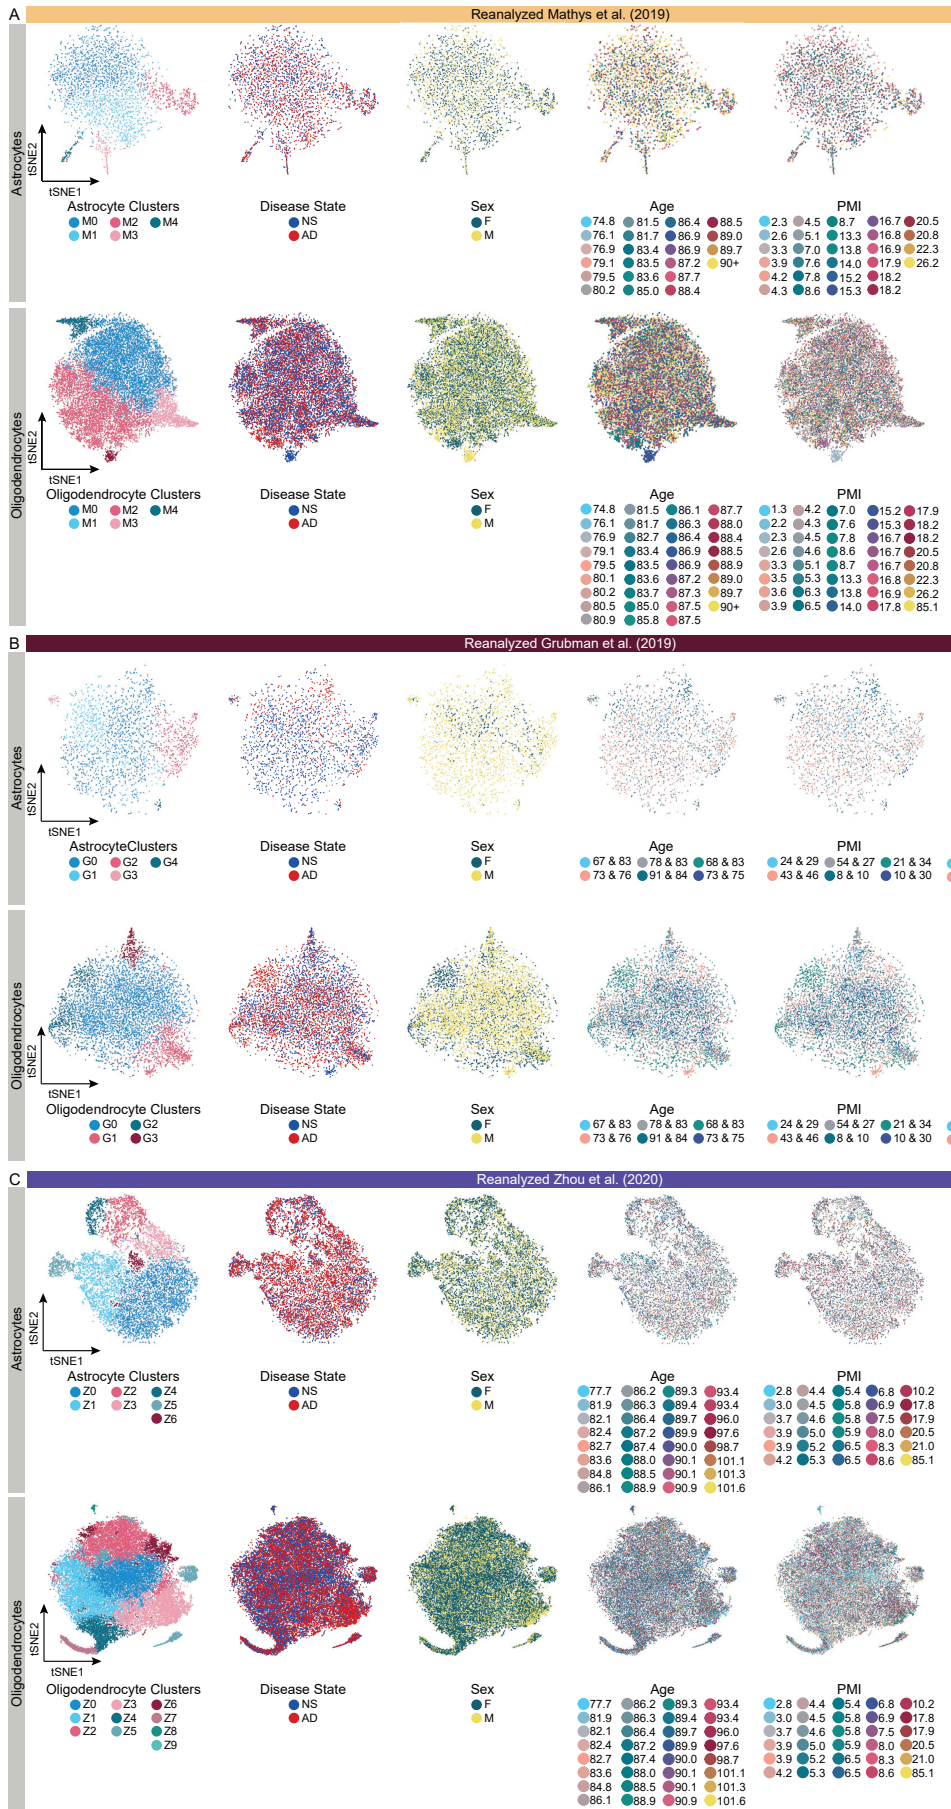 A
Reanalyzed Mathys et al. (2019)
Astrocytes
tSNE2
tSNE1
Astrocyte Clusters
M0 M2 M4
M1 M3
Disease State
NS
AD
Sex
F
M
Age
74.8 81.5 86.4 88.5
76.1 81.7 86.9 89.0
76.9 83.4 86.9 89.7
79.1 83.5 87.2 90+
79.5 83.6 87.7
80.2 85.0 88.4
PMI
2.3 4.5 8.7 16.7 20.5
2.6 5.1 13.3 16.8 20.8
3.3 7.0 13.8 16.9 22.3
3.9 7.6 14.0 17.9 26.2
4.2 7.8 15.2 18.2
4.3 8.6 15.3 18.2
Oligodendrocytes
tSNE2
tSNE1
Oligodendrocyte Clusters
M0 M2 M4
M1 M3
Disease State
NS
AD
Sex
F
M
Age
74.8 81.5 86.1 87.7
76.1 81.7 86.3 88.0
76.9 82.7 86.4 88.4
79.1 83.4 86.9 88.5
79.5 83.5 86.9 88.9
80.1 83.6 87.2 89.0
80.2 83.7 87.3 89.7
80.5 85.0 87.5 90+
80.9 85.8 87.5
PMI
1.3 4.2 7.0 15.2 17.9
2.2 4.3 7.6 15.3 18.2
2.3 4.5 7.8 16.7 18.2
2.6 4.6 8.6 16.7 20.5
3.3 5.1 8.7 16.7 20.8
3.5 5.3 13.3 16.8 22.3
3.6 6.3 13.8 16.9 26.2
3.9 6.5 14.0 17.8 85.1
B
Reanalyzed Grubman et al. (2019)
Astrocytes
tSNE2
tSNE1
AstrocyteClusters
G0 G2 G4
G1 G3
Disease State
NS
AD
Sex
F
M
Age
67 & 83 78 & 83 68 & 83
73 & 76 91 & 84 73 & 75
PMI
24 & 29 54 & 27 21 & 34
43 & 46 8 & 10 10 & 30
Oligodendrocytes
tSNE2
tSNE1
Oligodendrocyte Clusters
G0 G2
G1 G3
Disease State
NS
AD
Sex
F
M
Age
67 & 83 78 & 83 68 & 83
73 & 76 91 & 84 73 & 75
PMI
24 & 29 54 & 27 21 & 34
43 & 46 8 & 10 10 & 30
C
Reanalyzed Zhou et al. (2020)
Astrocytes
tSNE2
tSNE1
Astrocyte Clusters
Z0 Z2 Z4
Z1 Z3 Z5
Z6
Disease State
NS
AD
Sex
F
M
Age
77.7 86.2 89.3 93.4
81.9 86.3 89.4 93.4
82.1 86.4 89.7 96.0
82.4 87.2 89.9 97.6
82.7 87.4 90.0 98.7
83.6 88.0 90.1 101.1
84.8 88.5 90.1 101.3
86.1 88.9 90.9 101.6
PMI
2.8 4.4 5.4 6.8 10.2
3.0 4.5 5.8 6.9 17.8
3.7 4.6 5.8 7.5 17.9
3.9 5.0 5.9 8.0 20.5
3.9 5.2 6.5 8.3 21.0
4.2 5.3 6.5 8.6 85.1
Oligodendrocytes
tSNE2
tSNE1
Oligodendrocyte Clusters
Z0 Z3 Z6
Z1 Z4 Z7
Z2 Z5 Z8
Z9
Disease State
NS
AD
Sex
F
M
Age
77.7 86.2 89.3 93.4
81.9 86.3 89.4 93.4
82.1 86.4 89.7 96.0
82.4 87.2 89.9 97.6
82.7 87.4 90.0 98.7
83.6 88.0 90.1 101.1
84.8 88.5 90.1 101.3
86.1 88.9 90.9 101.6
PMI
2.8 4.4 5.4 6.8 10.2
3.0 4.5 5.8 6.9 17.8
3.7 4.6 5.8 7.5 17.9
3.9 5.0 5.9 8.0 20.5
3.9 5.2 6.5 8.3 21.0
4.2 5.3 6.5 8.6 85.1